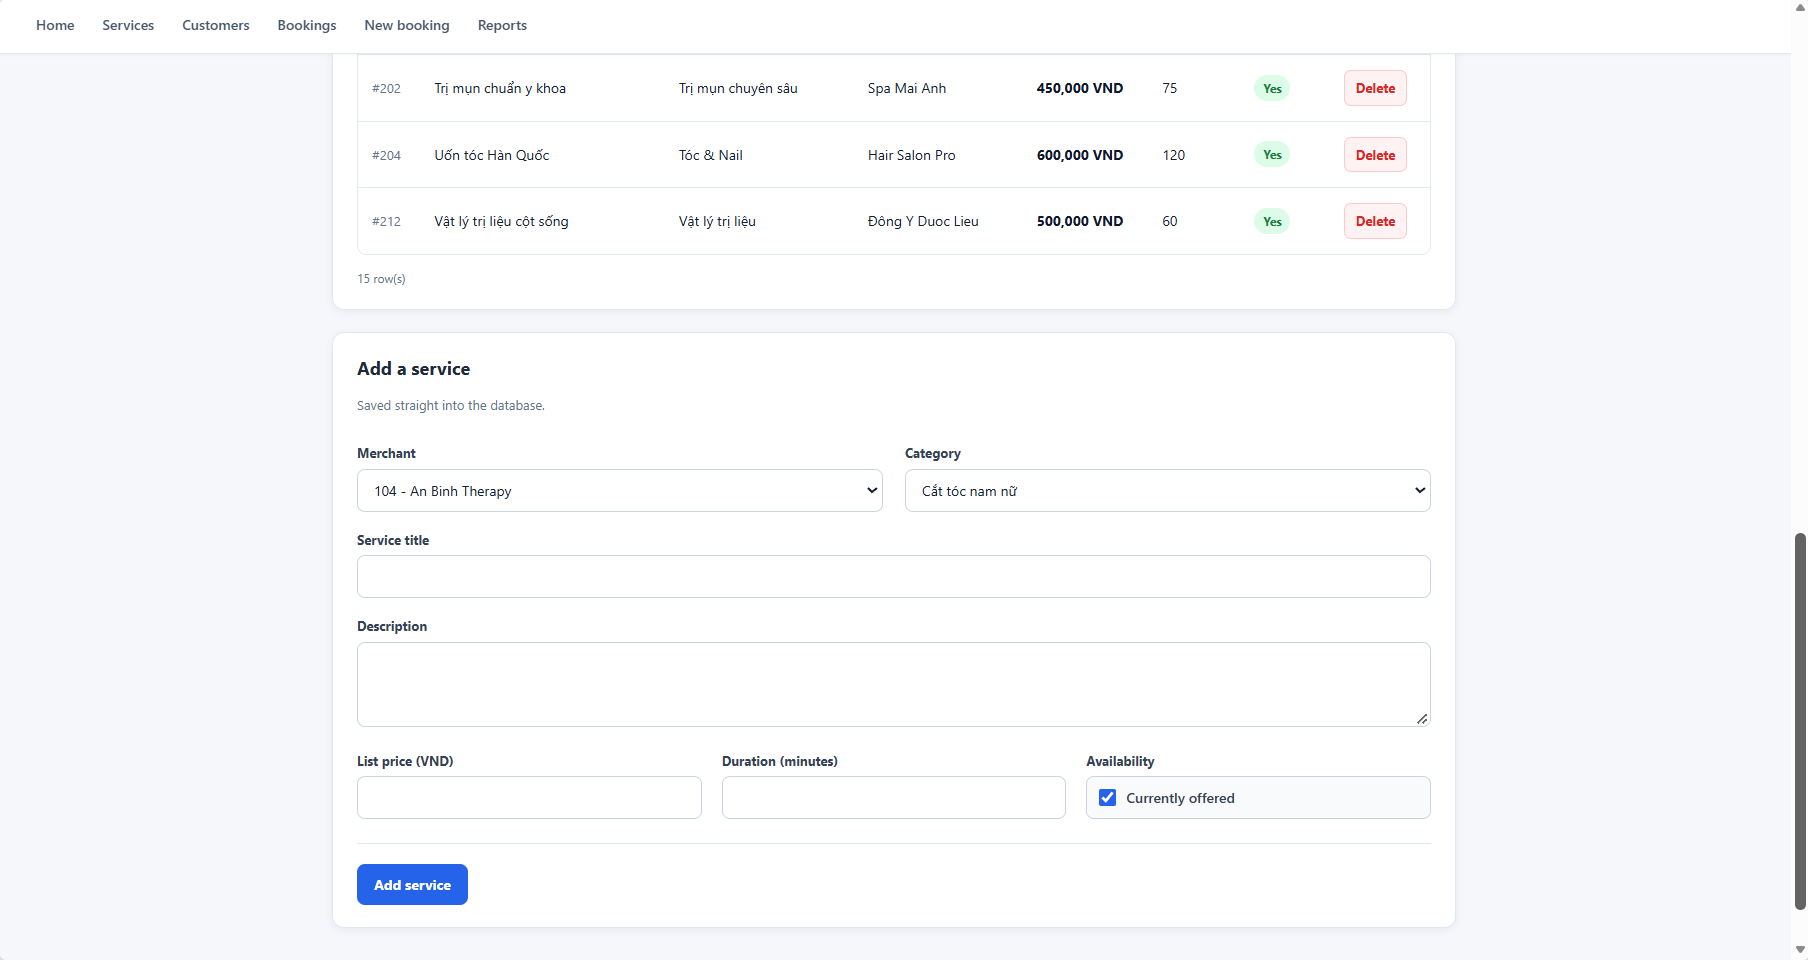 Home Services Customers Bookings New booking Reports
#202 Trị mụn chuẩn y khoa Trị mụn chuyên sâu Spa Mai Anh 450,000 VND 75 Yes Delete
#204 Uốn tóc Hàn Quốc Tóc & Nail Hair Salon Pro 600,000 VND 120 Yes Delete
#212 Vật lý trị liệu cột sống Vật lý trị liệu Đông Y Duoc Lieu 500,000 VND 60 Yes Delete
15 row(s)
Add a service
Saved straight into the database.
Merchant Category
104 - An Binh Therapy Cắt tóc nam nữ
Service title
Description
List price (VND) Duration (minutes) Availability
Currently offered
Add service